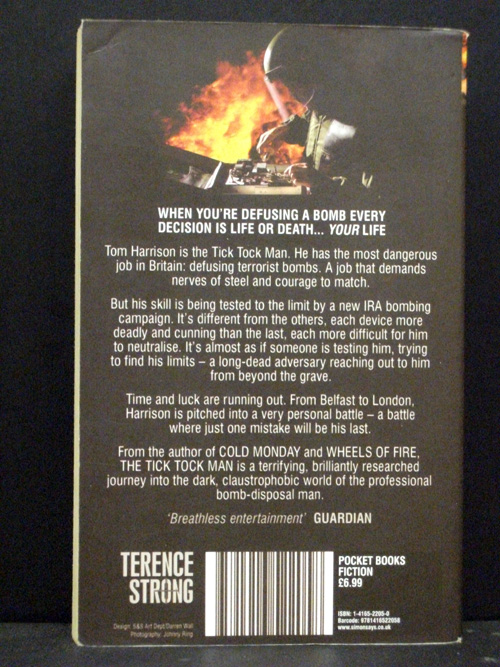 WHEN YOU'RE DEFUSING A BOMB EVERY
DECISION IS LIFE OR DEATH... YOUR LIFE
Tom Harrison is the Tick Tock Man. He has the most dangerous
job in Britain: defusing terrorist bombs. A job that demands
nerves of steel and courage to match.
But his skill is being tested to the limit by a new IRA bombing
campaign. It's different from the others, each device more
deadly and cunning than the last, each more difficult for him
to neutralise. It's almost as if someone is testing him, trying
to find his limits – a long-dead adversary reaching out to him
from beyond the grave.
Time and luck are running out. From Belfast to London,
Harrison is pitched into a very personal battle – a battle
where just one mistake will be his last.
From the author of COLD MONDAY and WHEELS OF FIRE,
THE TICK TOCK MAN is a terrifying, brilliantly researched
journey into the dark, claustrophobic world of the professional
bomb-disposal man.
'Breathless entertainment' GUARDIAN
TERENCE
STRONG
Design: S&S Art Dept/Darren Wall
Photography: Johnny Ring
POCKET BOOKS
FICTION
£6.99
ISBN: 1-4165-2205-0
Barcode: 9781416522058
www.simonsays.co.uk